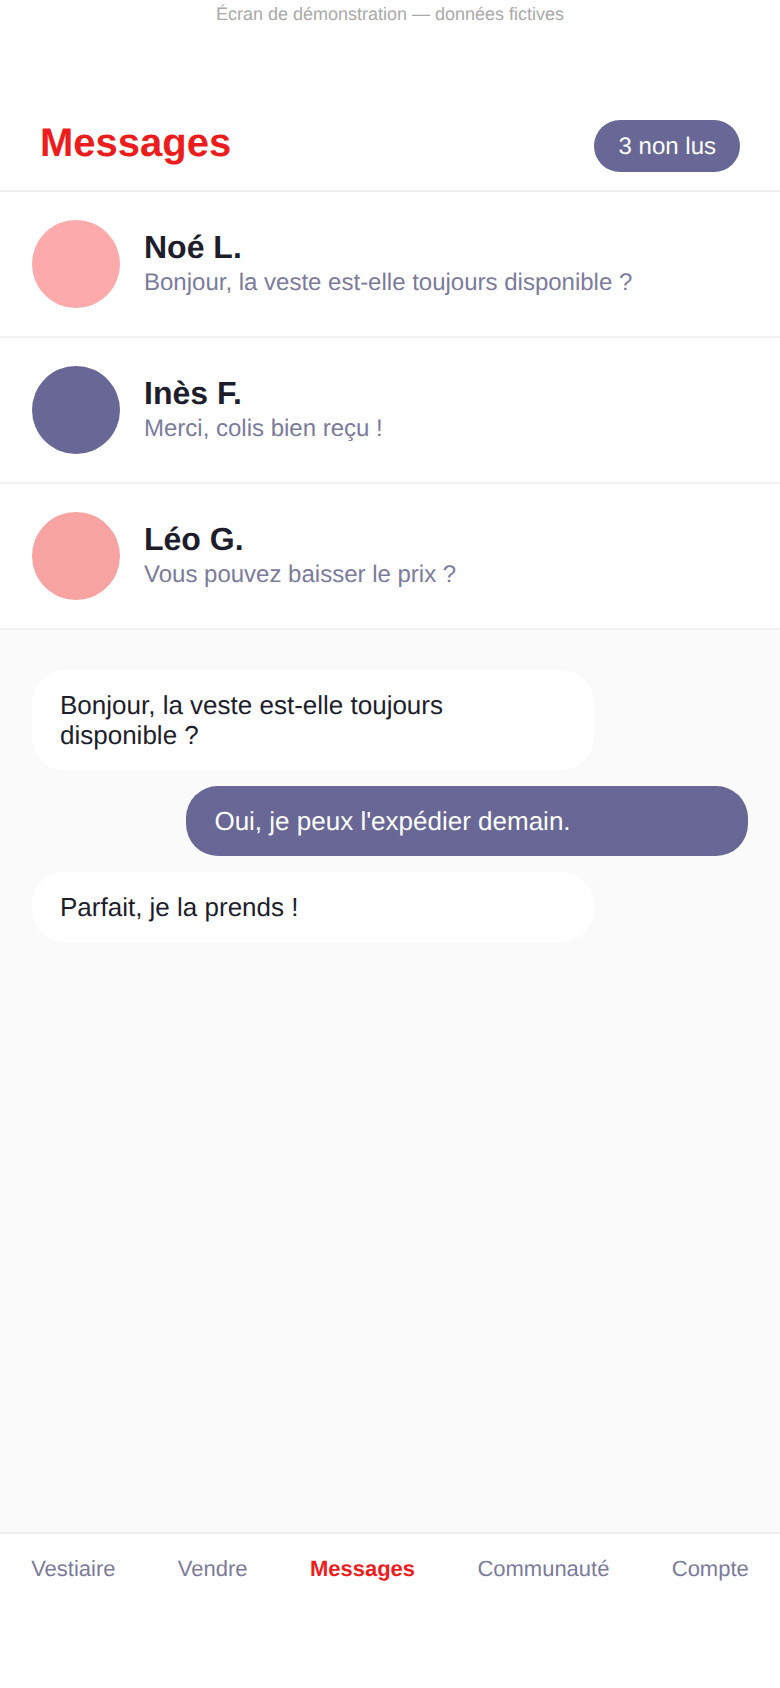 Écran de démonstration — données fictives
Messages
3 non lus
Noé L.
Bonjour, la veste est-elle toujours disponible ?
Inès F.
Merci, colis bien reçu !
Léo G.
Vous pouvez baisser le prix ?
Bonjour, la veste est-elle toujours
disponible ?
Oui, je peux l'expédier demain.
Parfait, je la prends !
Vestiaire
Vendre
Messages
Communauté
Compte